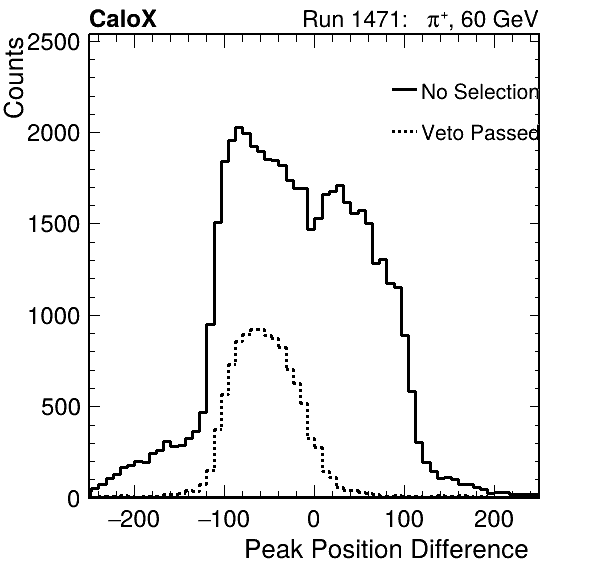 CaloX Run 1471: π⁺, 60 GeV
Counts
2500
2000
1500
1000
500
0
No Selection
Veto Passed
−200 −100 0 100 200
Peak Position Difference